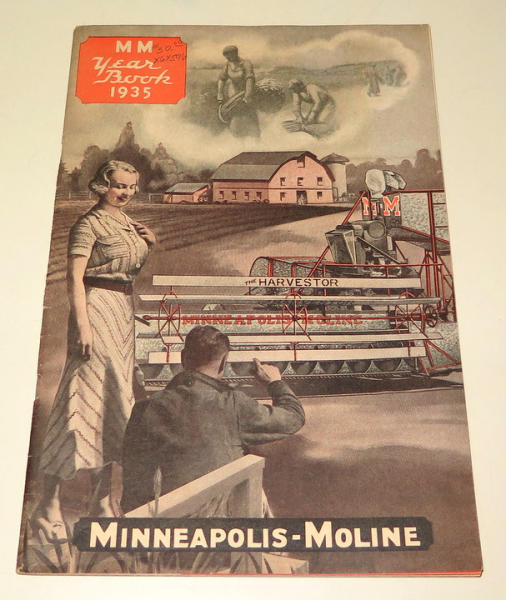 MM
Year
Book
1935
MM
THE HARVESTOR
MINNEAPOLIS-MOLINE
MINNEAPOLIS-MOLINE